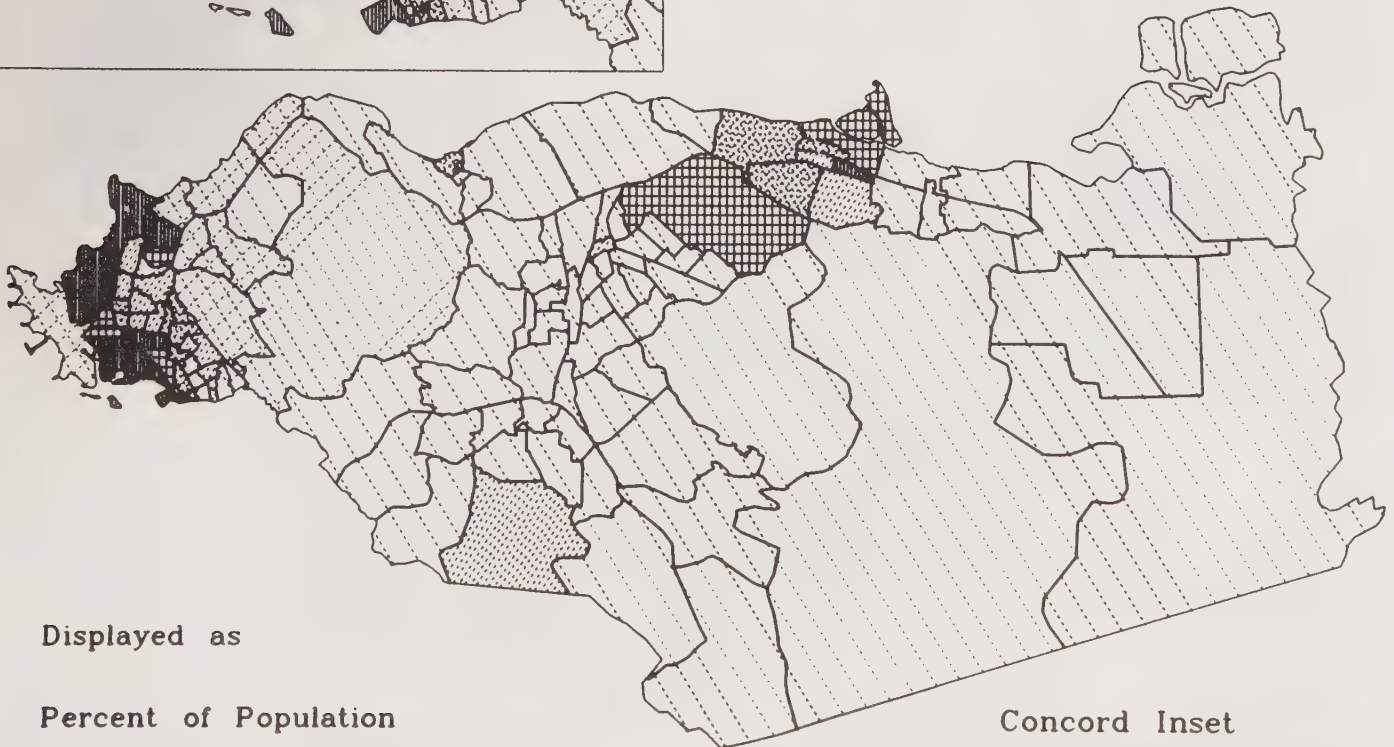 Displayed as
Percent of Population
Concord Inset